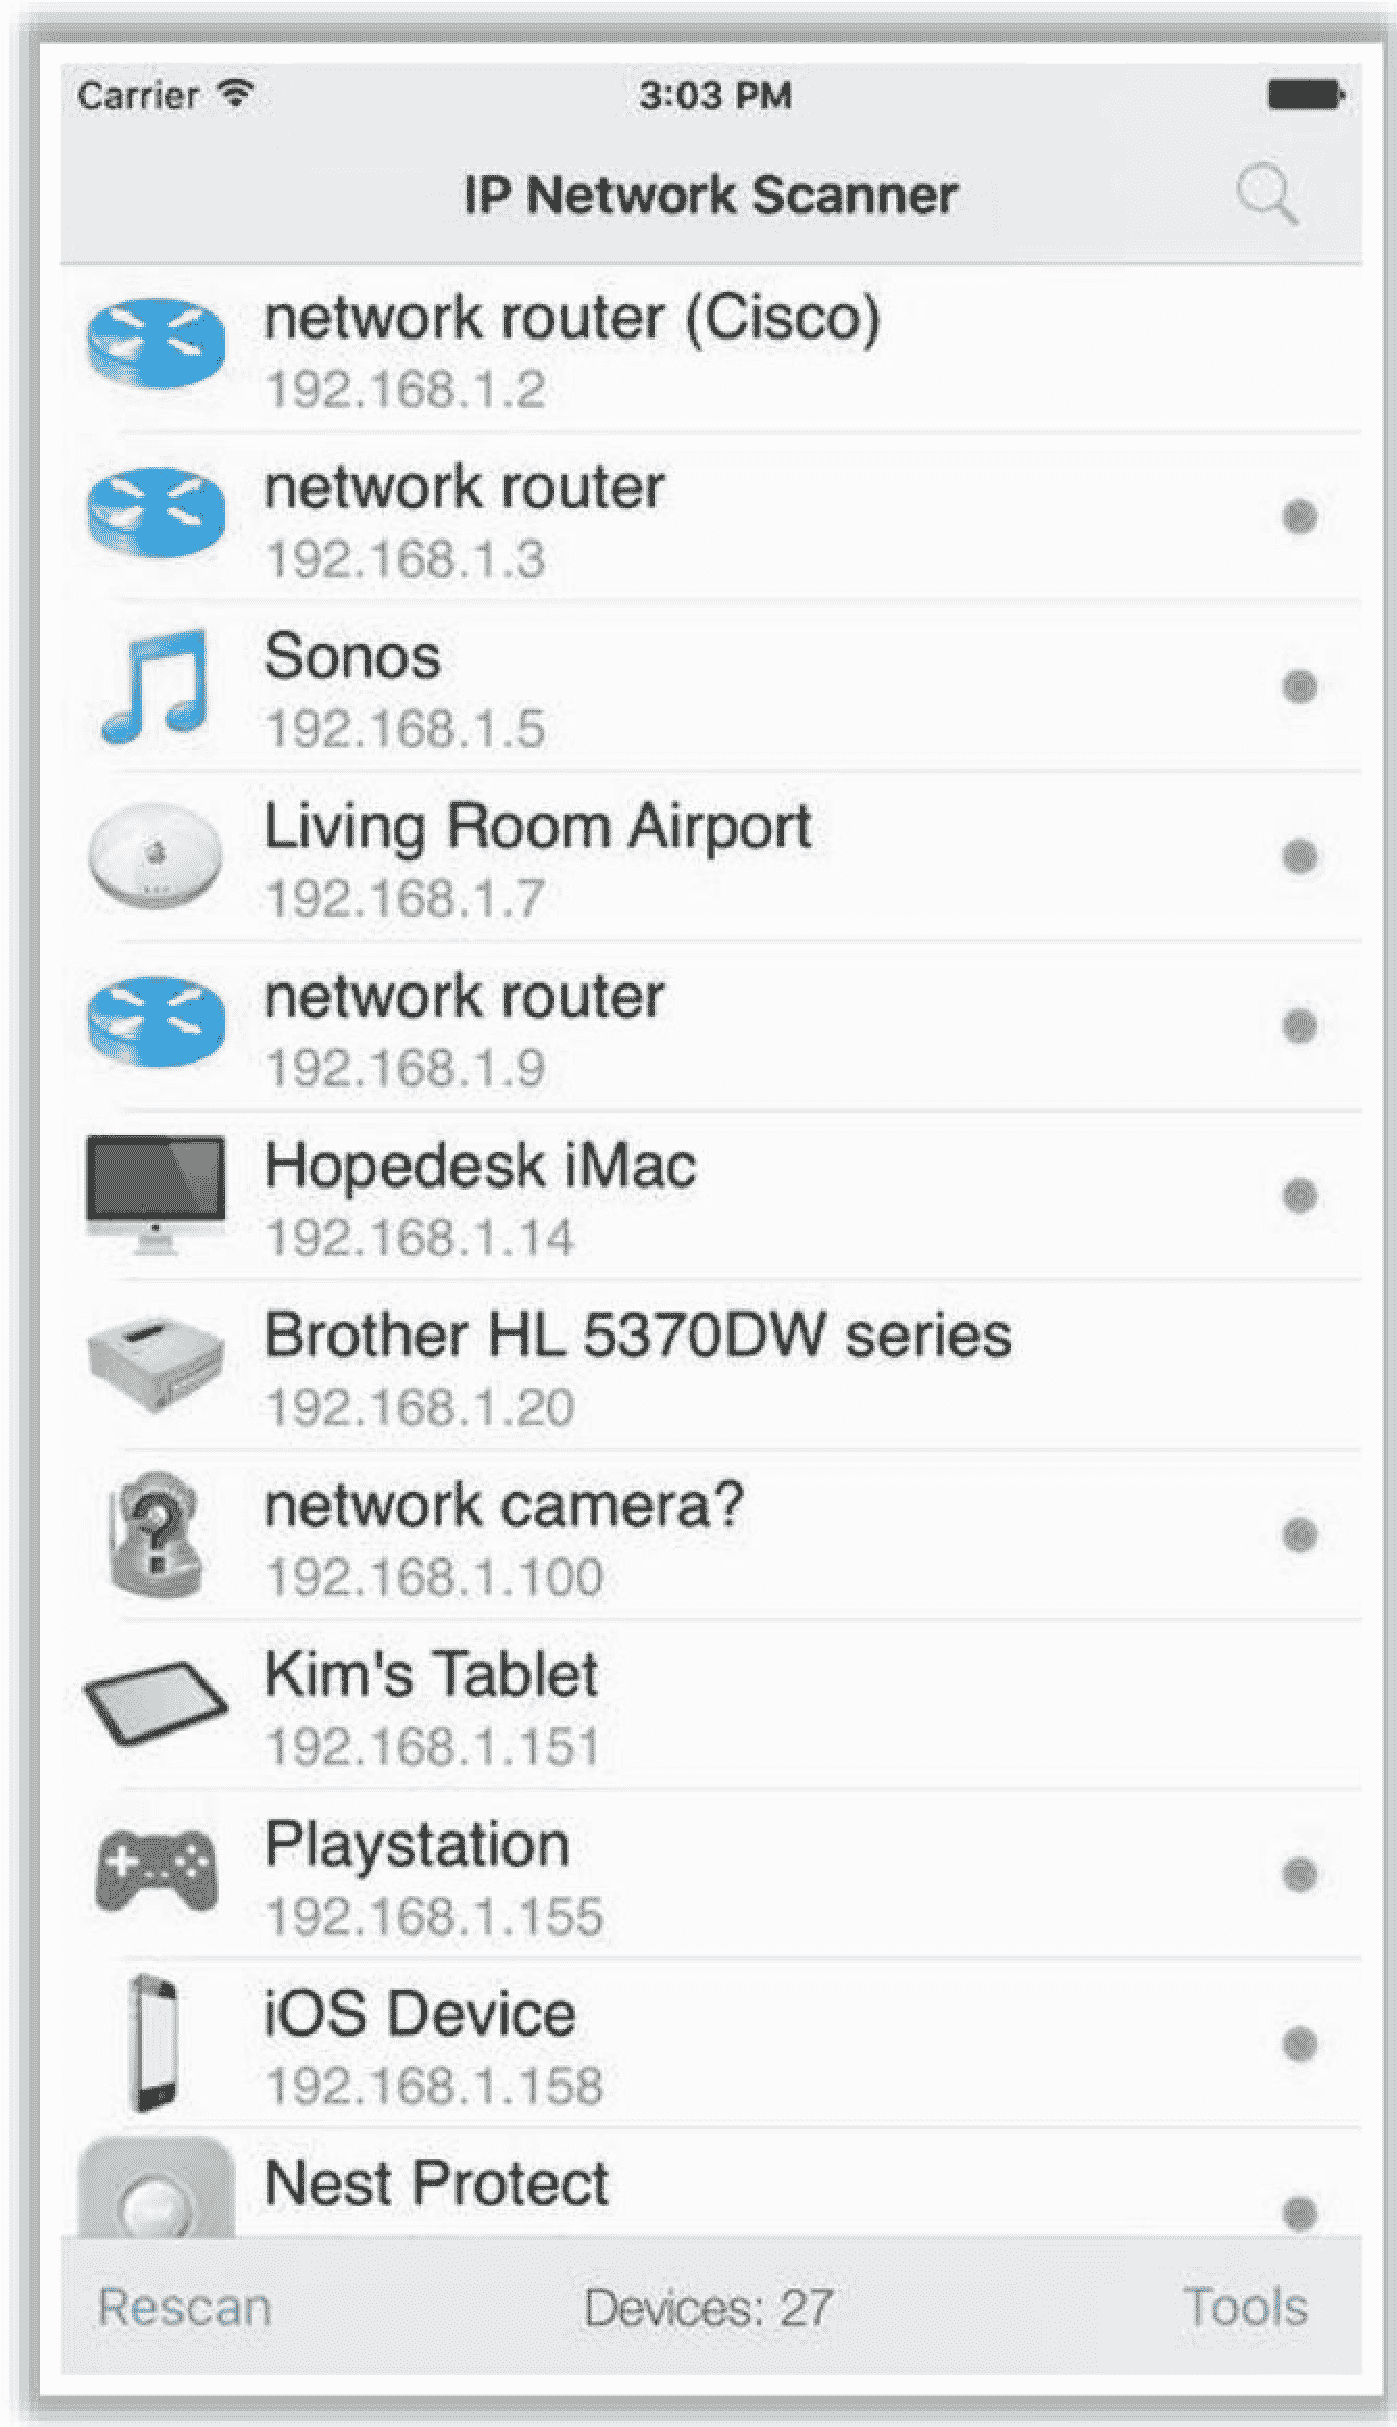 Carrier
3:03 PM
IP Network Scanner
network router (Cisco)
192.168.1.2
network router
192.168.1.3
Sonos
192.168.1.5
Living Room Airport
192.168.1.7
network router
192.168.1.9
Hopedesk iMac
192.168.1.14
Brother HL 5370DW series
192.168.1.20
network camera?
192.168.1.100
Kim's Tablet
192.168.1.151
Playstation
192.168.1.155
iOS Device
192.168.1.158
Nest Protect
Rescan
Devices: 27
Tools